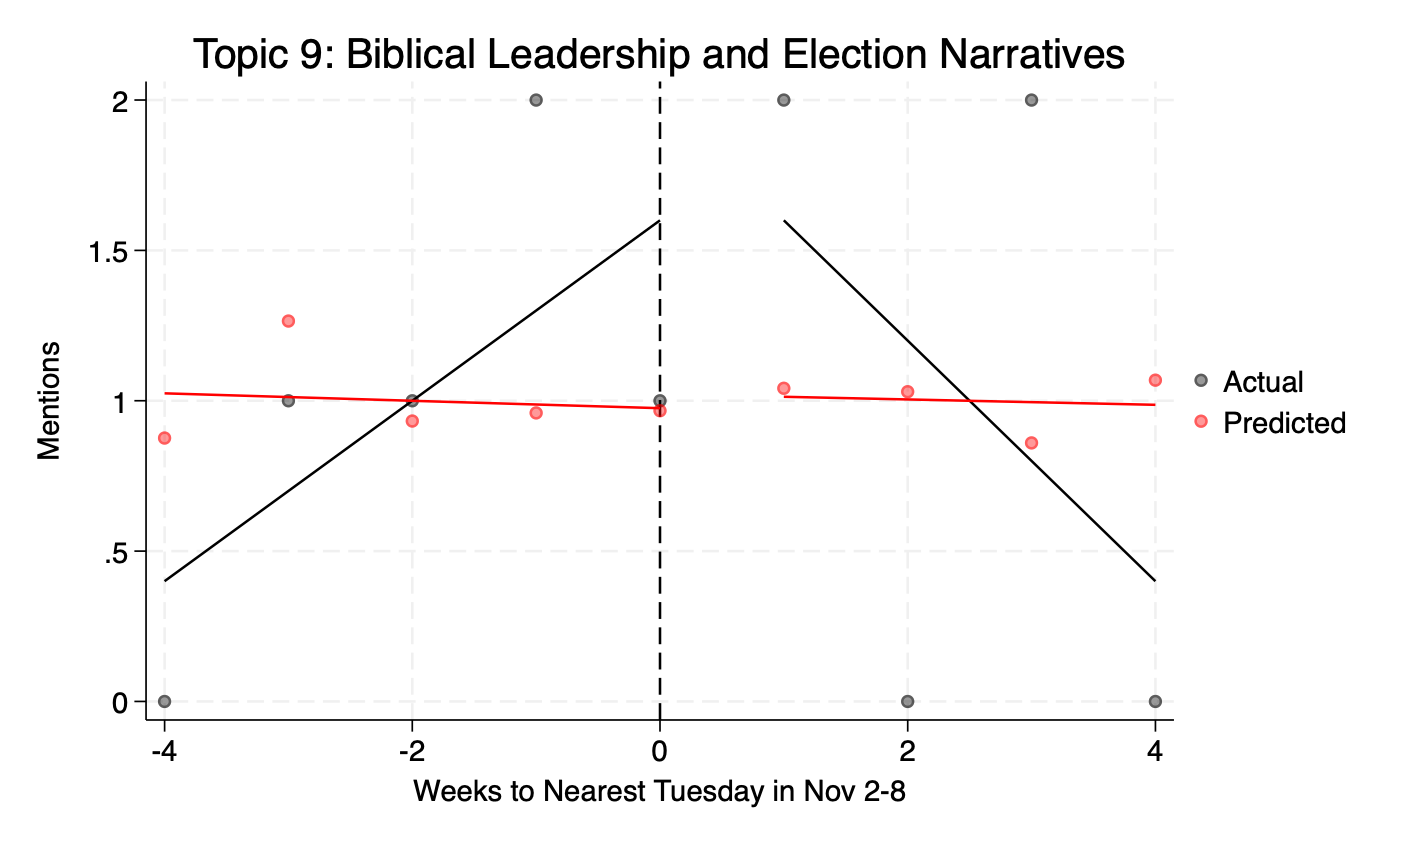 Topic 9: Biblical Leadership and Election Narratives
2
1.5
1
.5
0
Mentions
-4
-2
0
2
4
Weeks to Nearest Tuesday in Nov 2-8
Actual
Predicted